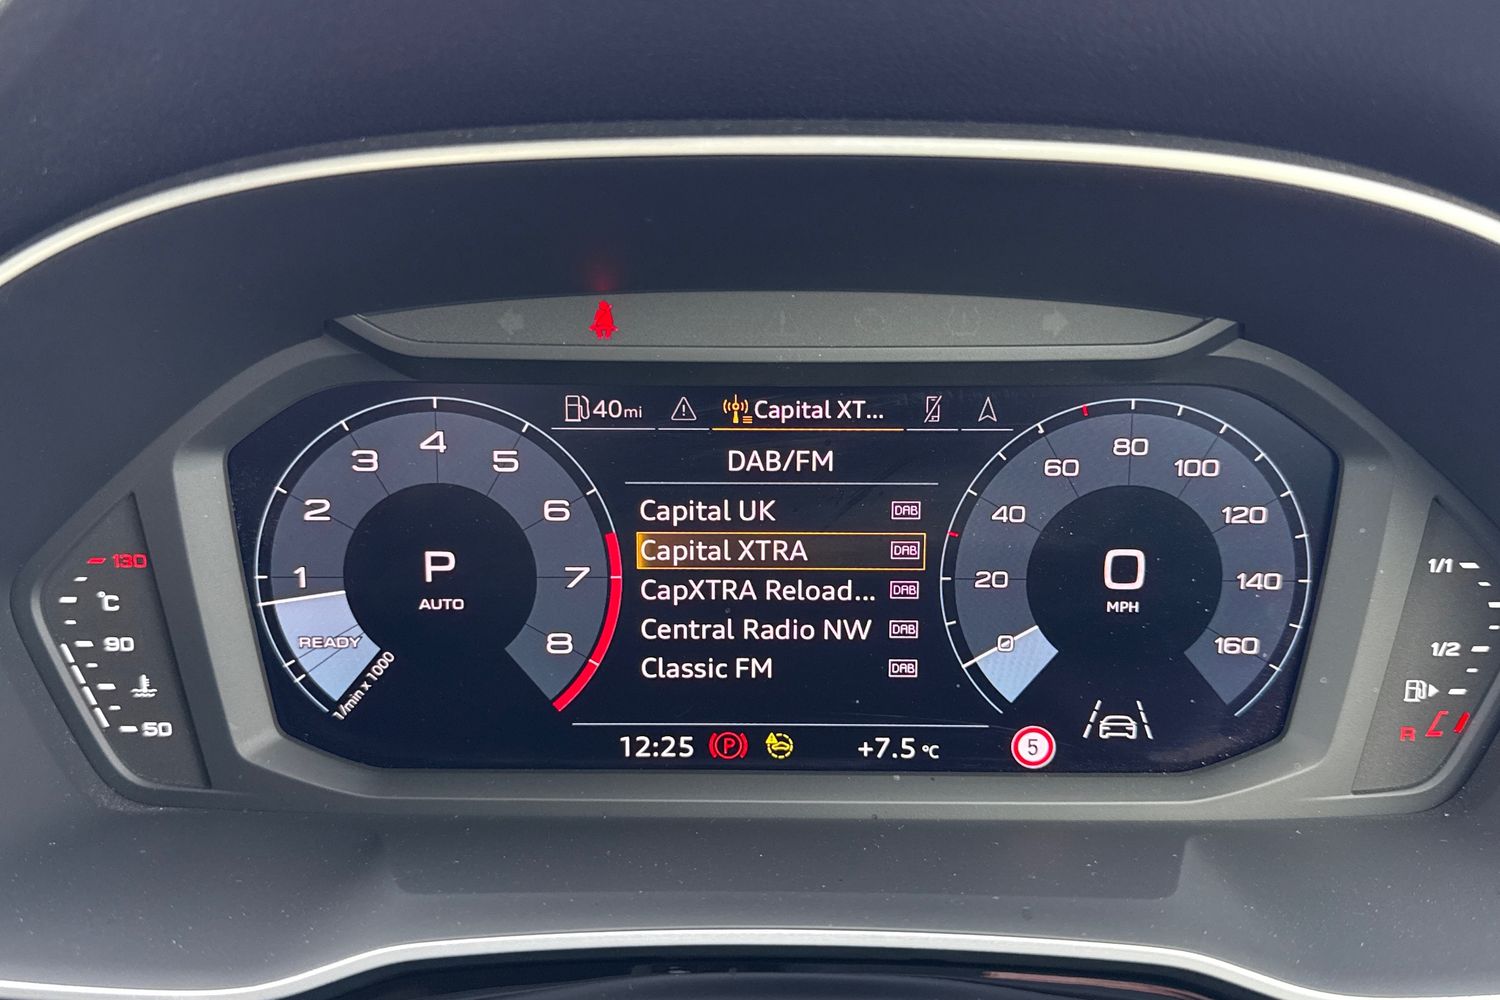 40mi
Capital XT...
DAB/FM
Capital UK DAB
Capital XTRA DAB
CapXTRA Reload... DAB
Central Radio NW DAB
Classic FM DAB
1
2
3
4
5
6
7
8
P
AUTO
READY
1/min x 1000
0
20
40
60
80
100
120
140
160
0
MPH
130
°C
90
50
1/1
1/2
R
12:25 P +7.5 °C 5